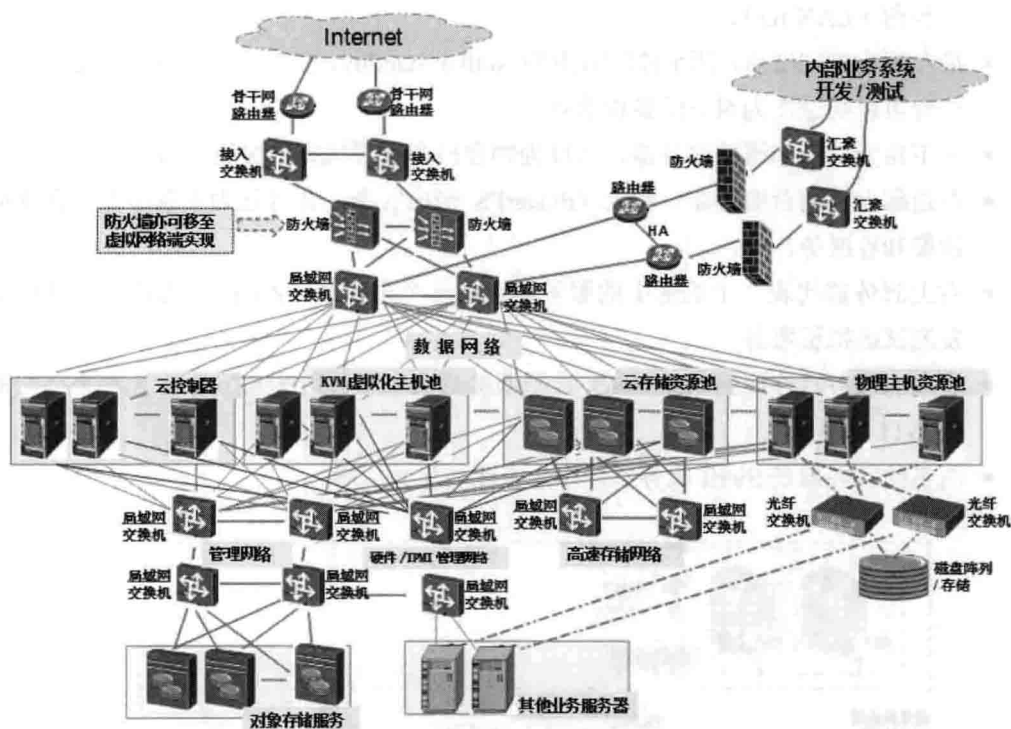 Internet
内部业务系统
开发/测试
骨干网
路由器
骨干网
路由器
接入
交换机
接入
交换机
汇聚
交换机
汇聚
交换机
防火墙
路由器
HA
路由器
防火墙
防火墙亦可移至
虚拟网络端实现
防火墙
防火墙
局域网
交换机
局域网
交换机
数据网络
云控制器
KVM虚拟化主机池
云存储资源池
物理主机资源池
局域网
交换机
局域网
交换机
局域网
交换机
局域网
交换机
局域网
交换机
光纤
交换机
光纤
交换机
管理网络
硬件/IPMI管理网络
高速存储网络
磁盘阵列
/存储
局域网
交换机
局域网
交换机
局域网
交换机
对象存储服务
其他业务服务器